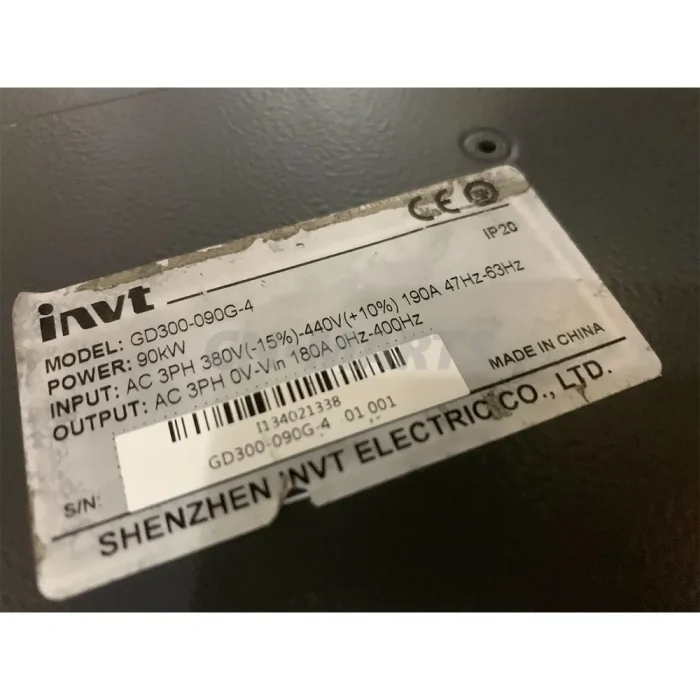 CE
IP20
invt
MODEL: GD300-090G-4
POWER: 90kW
INPUT: AC 3PH 380V(-15%)-440V(+10%) 190A 47Hz-63Hz
OUTPUT: AC 3PH 0V-Vin 180A 0Hz-400Hz
MADE IN CHINA
I134021338
GD300-090G-4 01 001
S/N:
SHENZHEN INVT ELECTRIC CO., LTD.